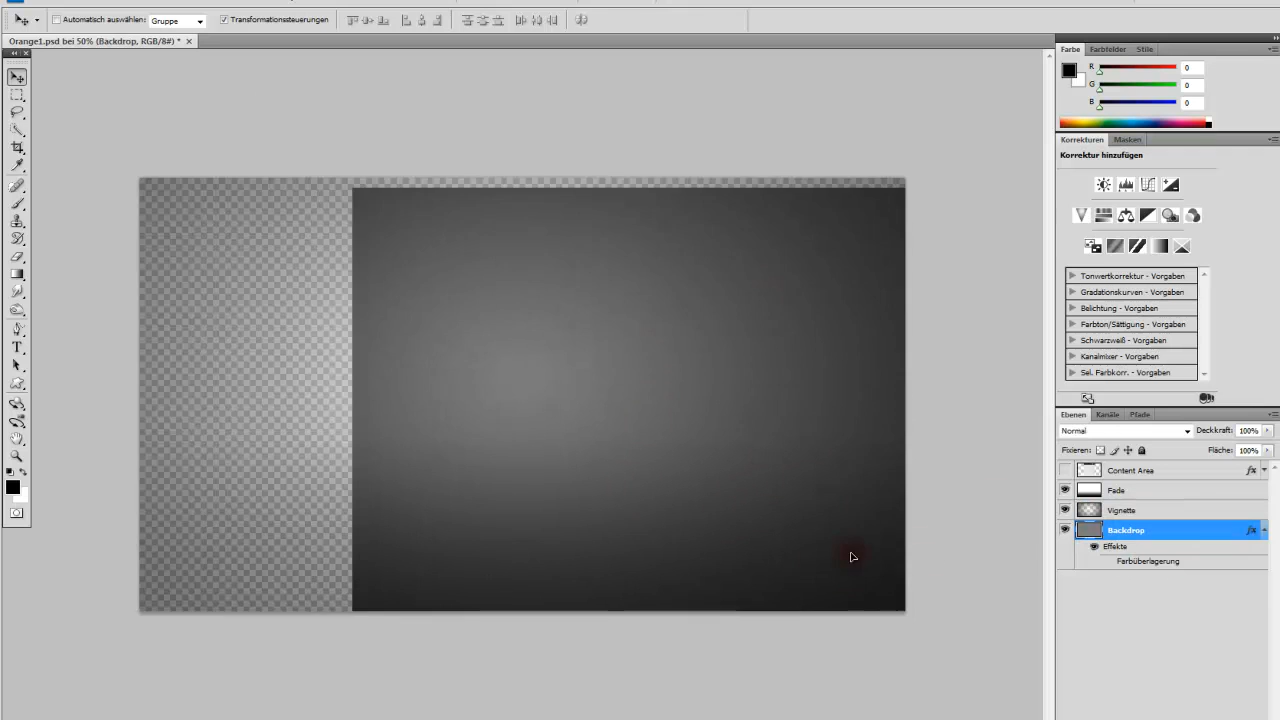 Automatisch auswählen: Gruppe Transformationssteuerungen
Orange1.psd bei 50% (Backdrop, RGB/8#) *
Farbe Farbfelder Stile
R 0
G 0
B 0
Korrekturen Masken
Korrektur hinzufügen
Tonwertkorrektur - Vorgaben
Gradationskurven - Vorgaben
Belichtung - Vorgaben
Farbton/Sättigung - Vorgaben
Schwarzweiß - Vorgaben
Kanalmixer - Vorgaben
Sel. Farbkorr. - Vorgaben
Ebenen Kanäle Pfade
Normal Deckkraft: 100%
Fixieren: Fläche: 100%
Content Area fx
Fade
Vignette
Backdrop fx
Effekte
Farbüberlagerung